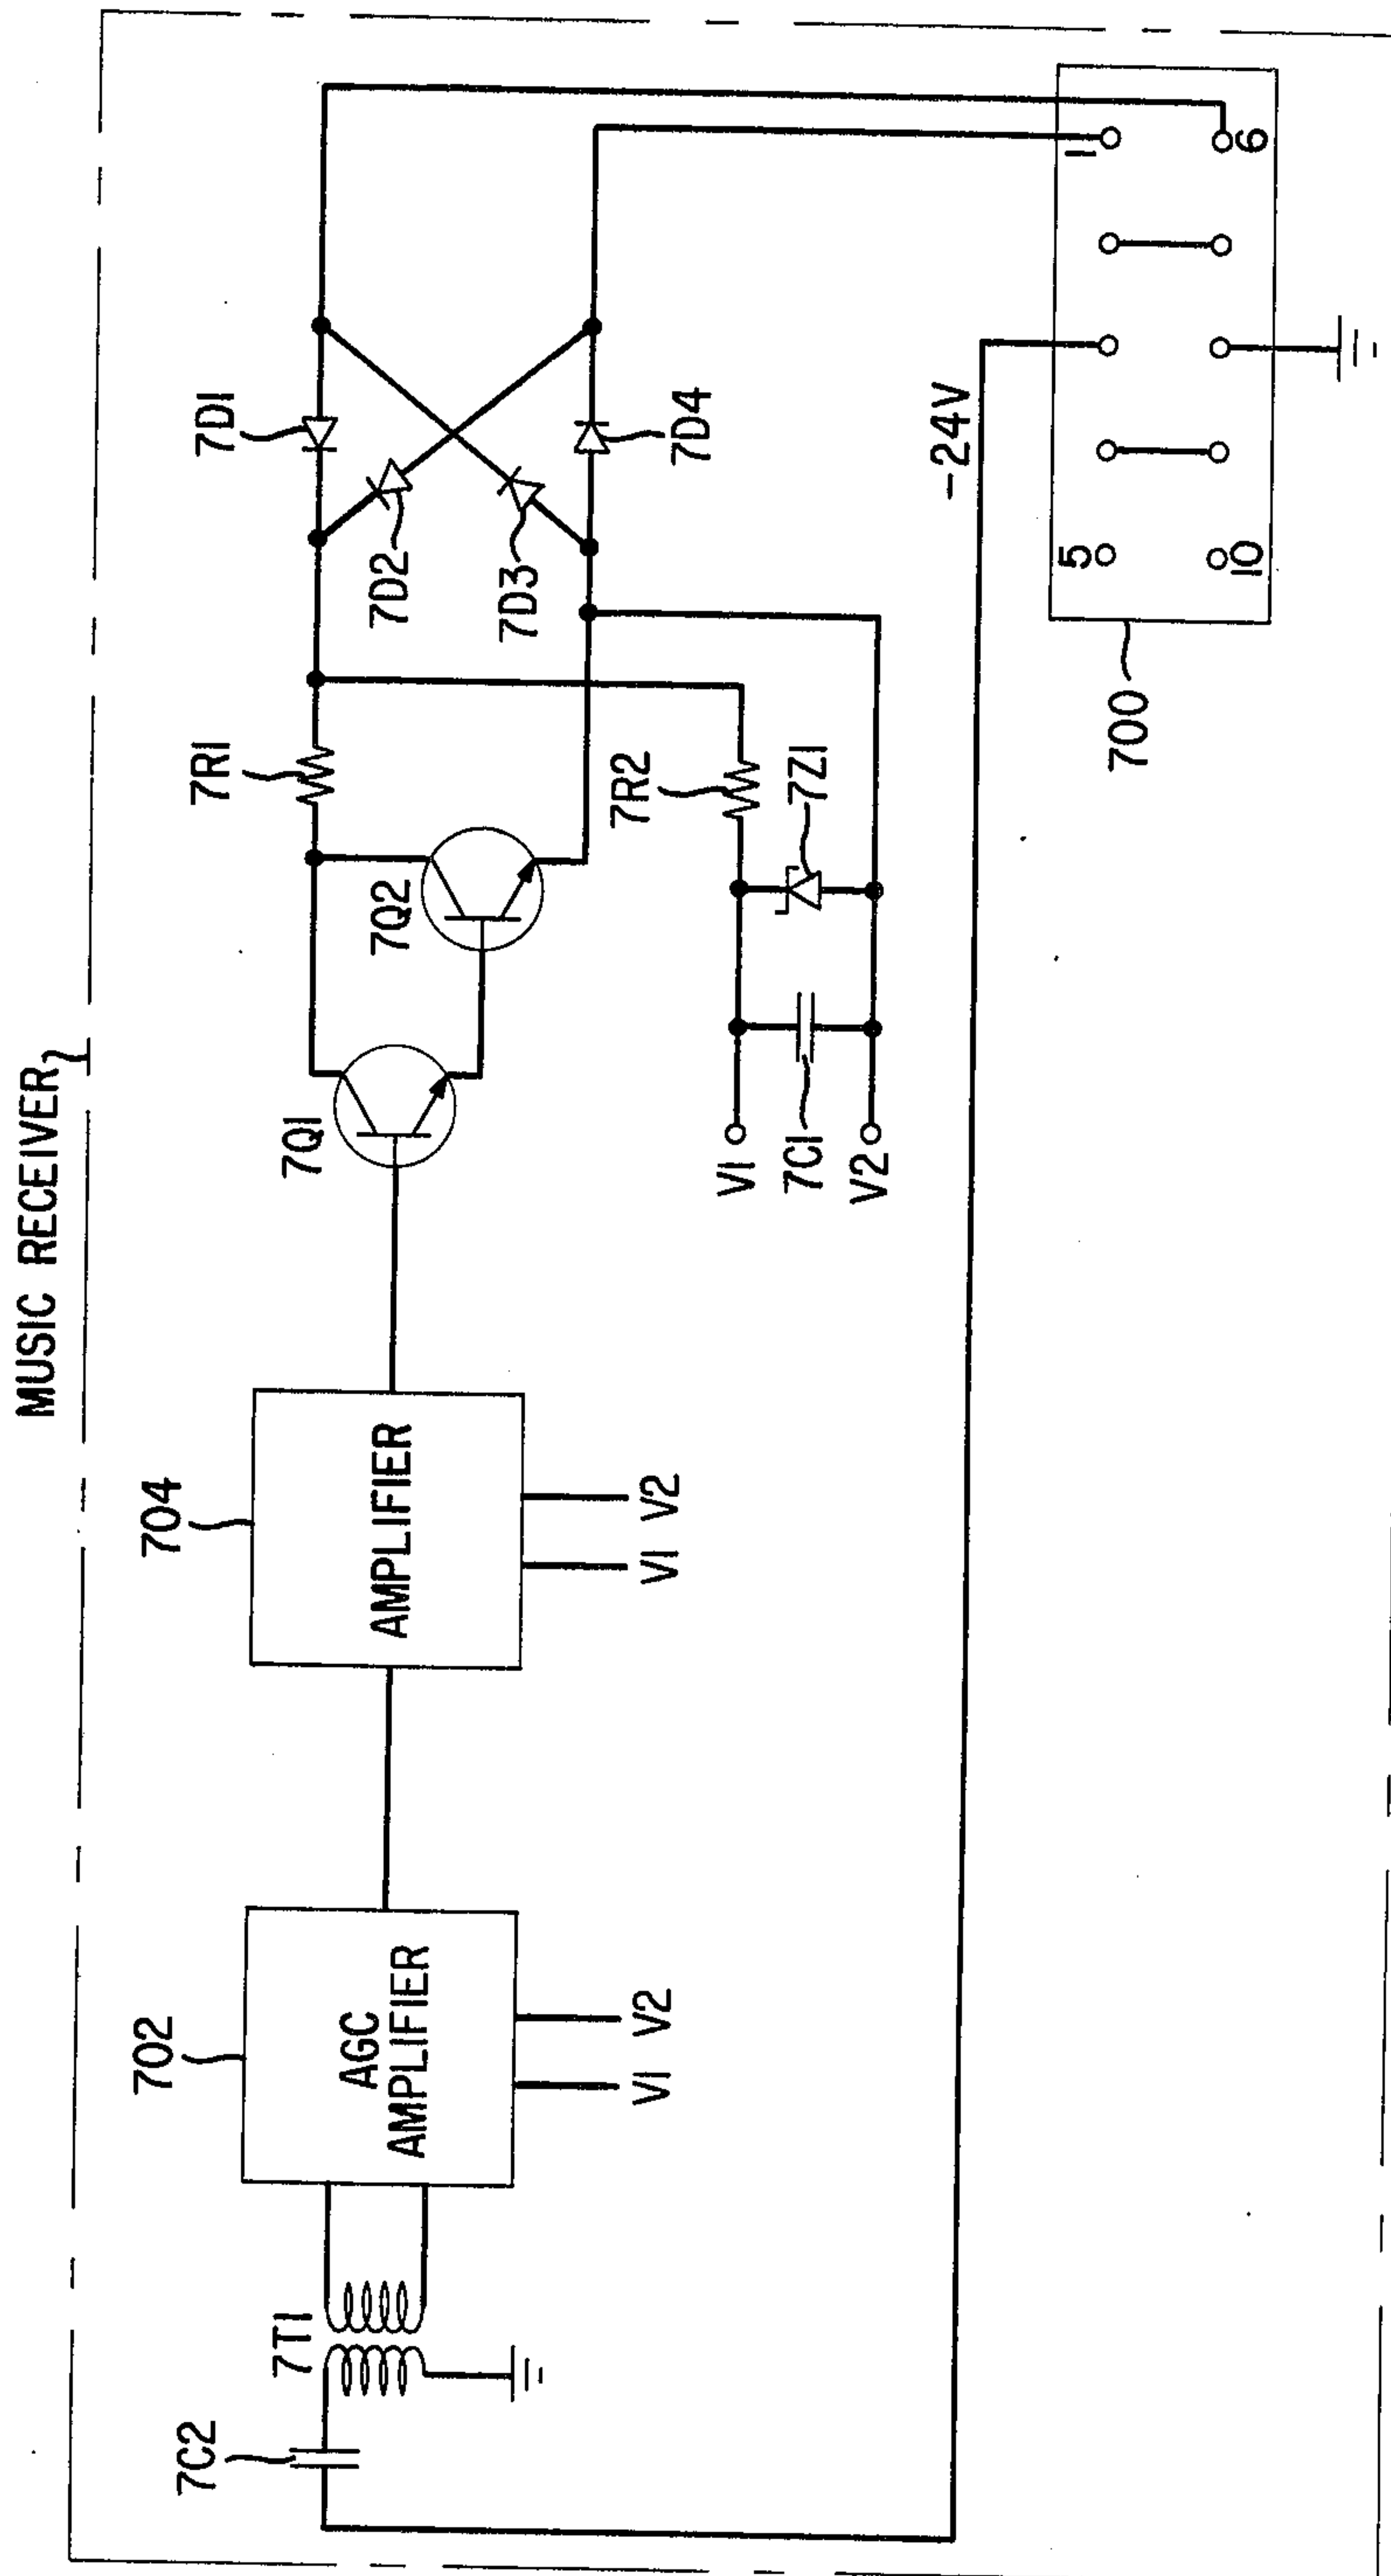 MUSIC RECEIVER 7
7C2
7T1
702
AGC
AMPLIFIER
V1 V2
704
AMPLIFIER
V1 V2
7Q1
7Q2
7R1
7D1
7D2
7D3
7D4
7R2
7Z1
V1
7C1
V2
-24V
700
5
1
10
6